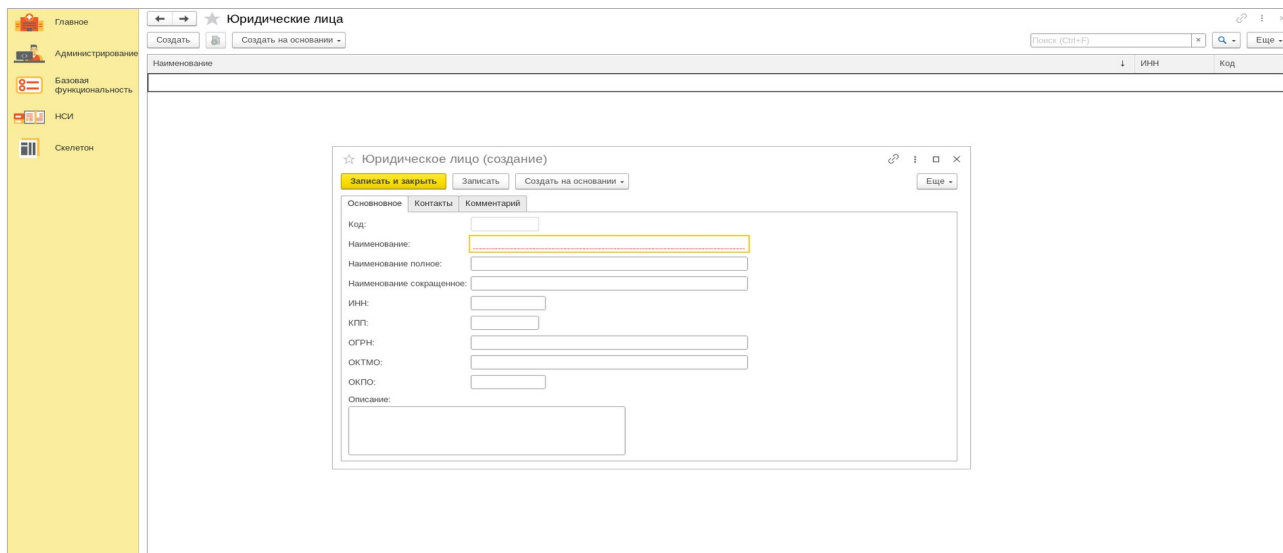 Главное
Администрирование
Базовая
функциональность
НСИ
Скелетон
Юридические лица
Создать
Создать на основании
Поиск (Ctrl+F)
Еще
Наименование
ИНН
Код
Юридическое лицо (создание)
Записать и закрыть
Записать
Создать на основании
Еще
Осноновное
Контакты
Комментарий
Код:
Наименование:
Наименование полное:
Наименование сокращенное:
ИНН:
КПП:
ОГРН:
ОКТМО:
ОКПО:
Описание: